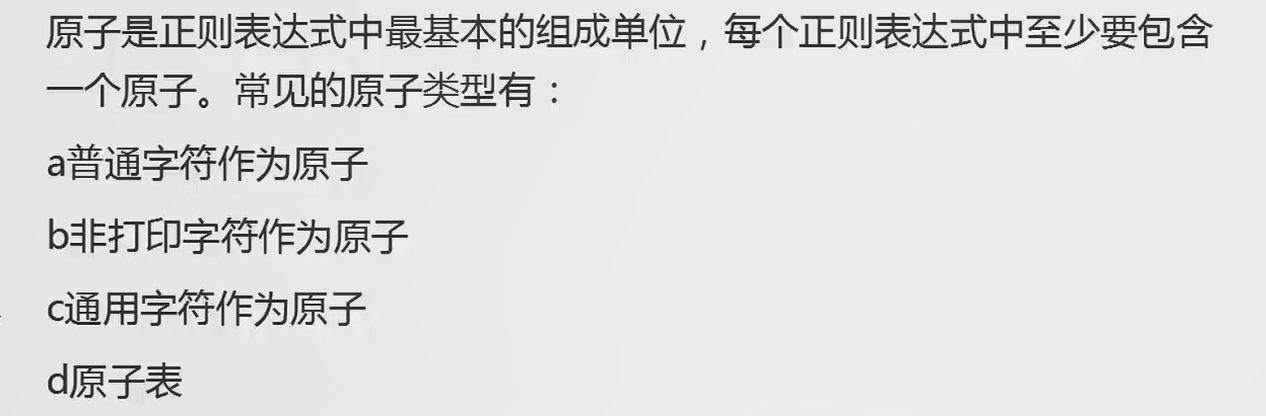 原子是正则表达式中最基本的组成单位，每个正则表达式中至少要包含
一个原子。常见的原子类型有：
a普通字符作为原子
b非打印字符作为原子
c通用字符作为原子
d原子表